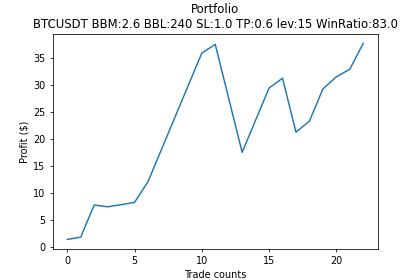 Portfolio
BTCUSDT BBM:2.6 BBL:240 SL:1.0 TP:0.6 lev:15 WinRatio:83.0
35
30
25
20
15
10
5
0
Profit ($)
0 5 10 15 20
Trade counts